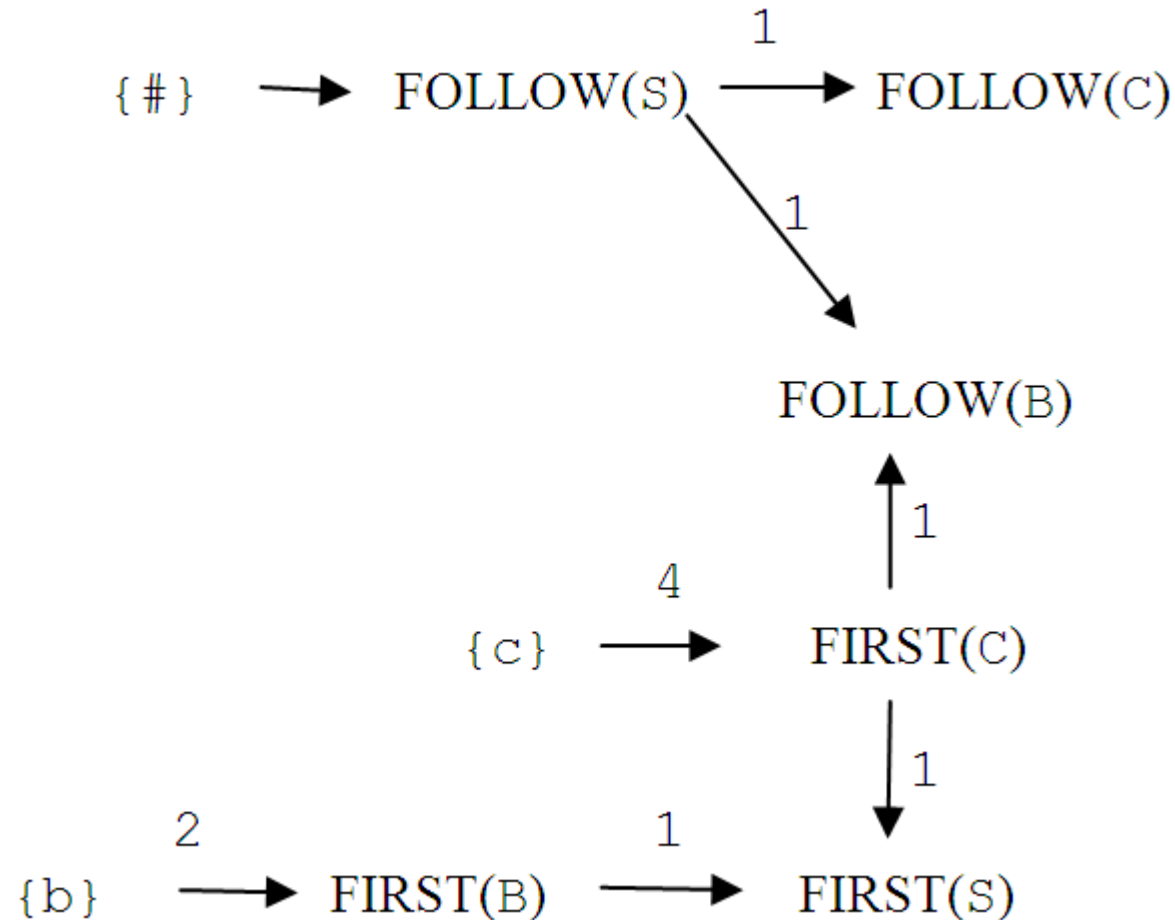 1
{#} FOLLOW(S) FOLLOW(C)
1
FOLLOW(B)
1
4
{c} FIRST(C)
1
2 1
{b} FIRST(B) FIRST(S)